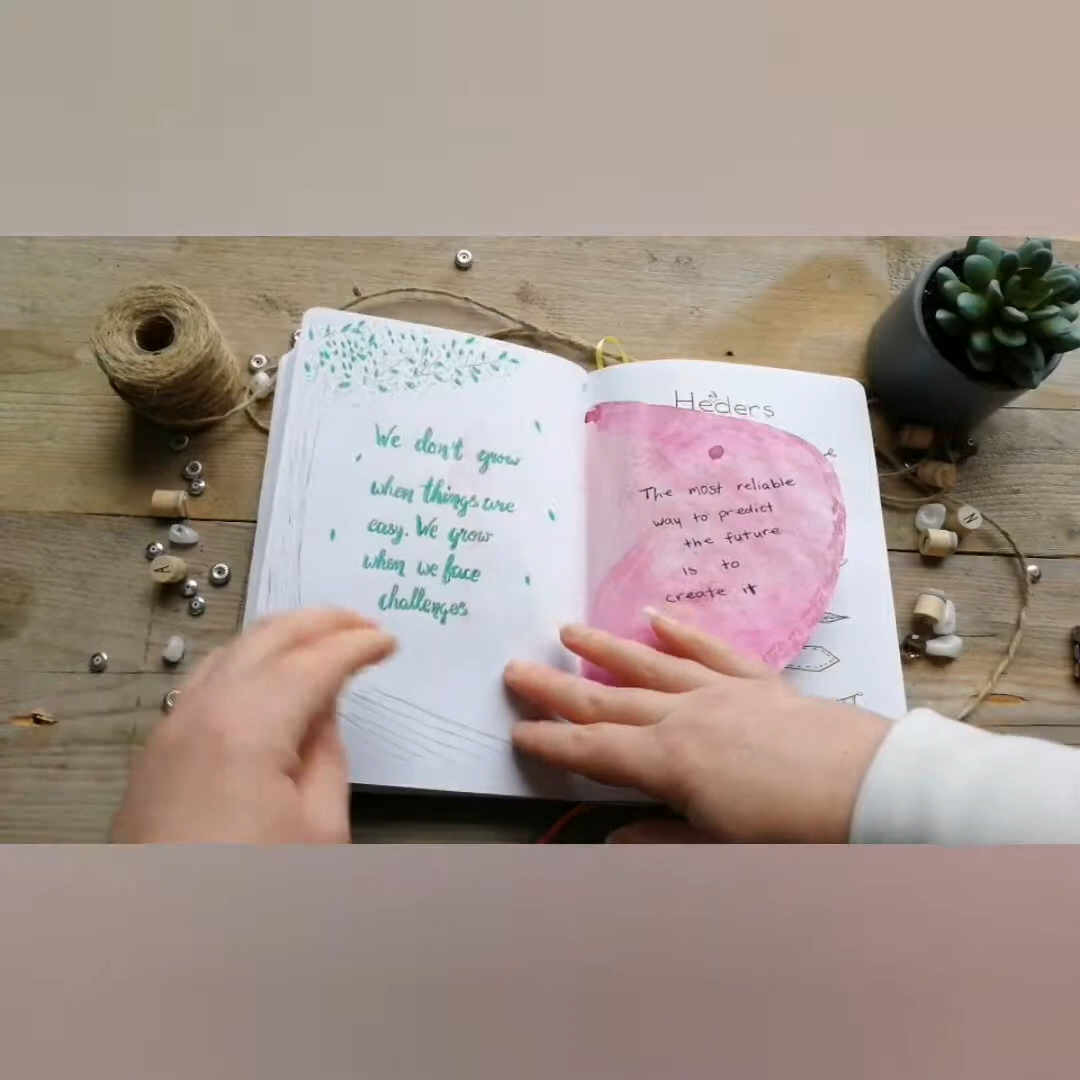 We don't grow
when things are
easy. We grow
when we face
challenges
Headers
The most reliable
way to predict
the future
is to
create it
A
N